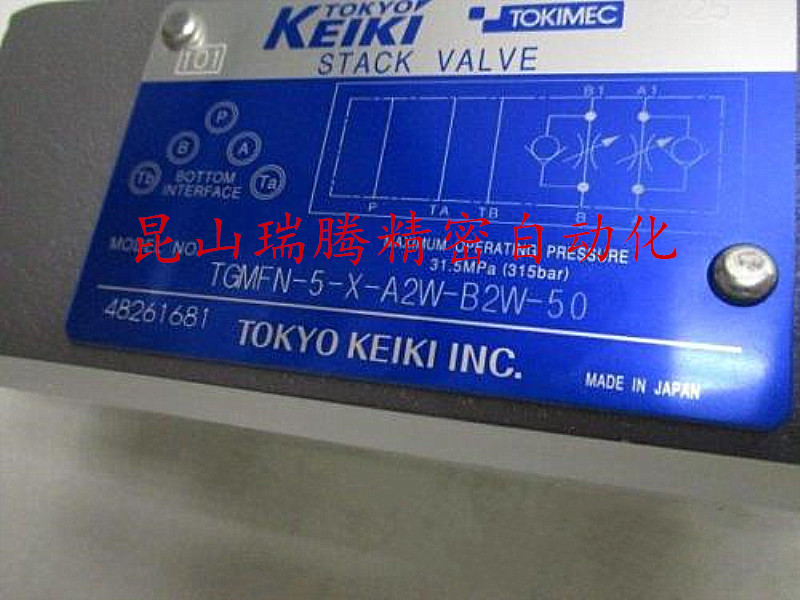 TOKYO
KEIKI TOKIMEC
STACK VALVE
101
P
B A
Tb Ta
BOTTOM
INTERFACE
B1 A1
P TA TB B
昆山瑞腾精密自动化
MODEL NO.
MAXIMUM OPERATING PRESSURE
31.5MPa (315bar)
TGMFN-5-X-A2W-B2W-50
48261681
TOKYO KEIKI INC.
MADE IN JAPAN